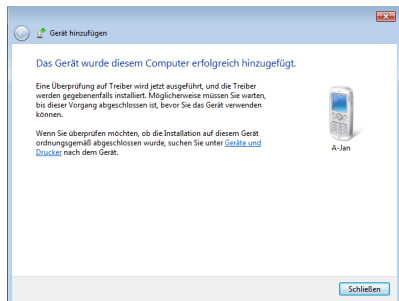 Gerät hinzufügen
Das Gerät wurde diesem Computer erfolgreich hinzugefügt.
Eine Überprüfung auf Treiber wird jetzt ausgeführt, und die Treiber
werden gegebenenfalls installiert. Möglicherweise müssen Sie warten,
bis dieser Vorgang abgeschlossen ist, bevor Sie das Gerät verwenden
können.
Wenn Sie überprüfen möchten, ob die Installation auf diesem Gerät
ordnungsgemäß abgeschlossen wurde, suchen Sie unter Geräte und
Drucker nach dem Gerät.
A-Jan
Schließen